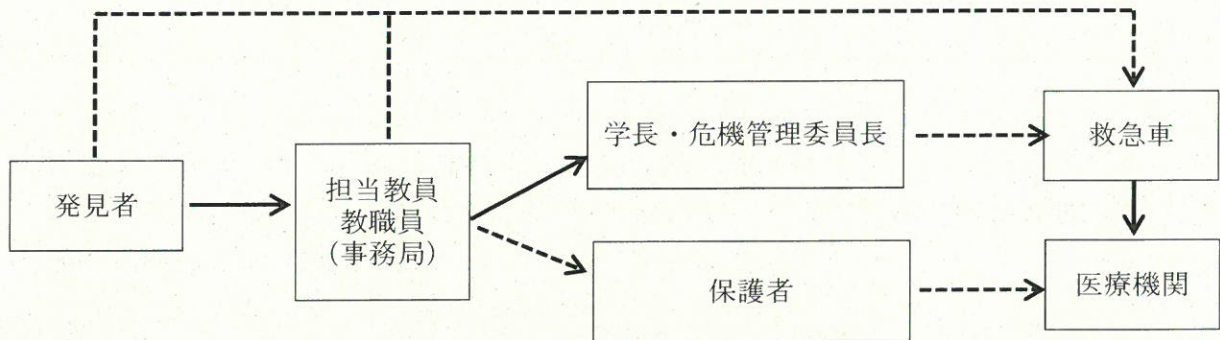 発見者
担当教員
教職員
（事務局）
学長・危機管理委員長
保護者
救急車
医療機関